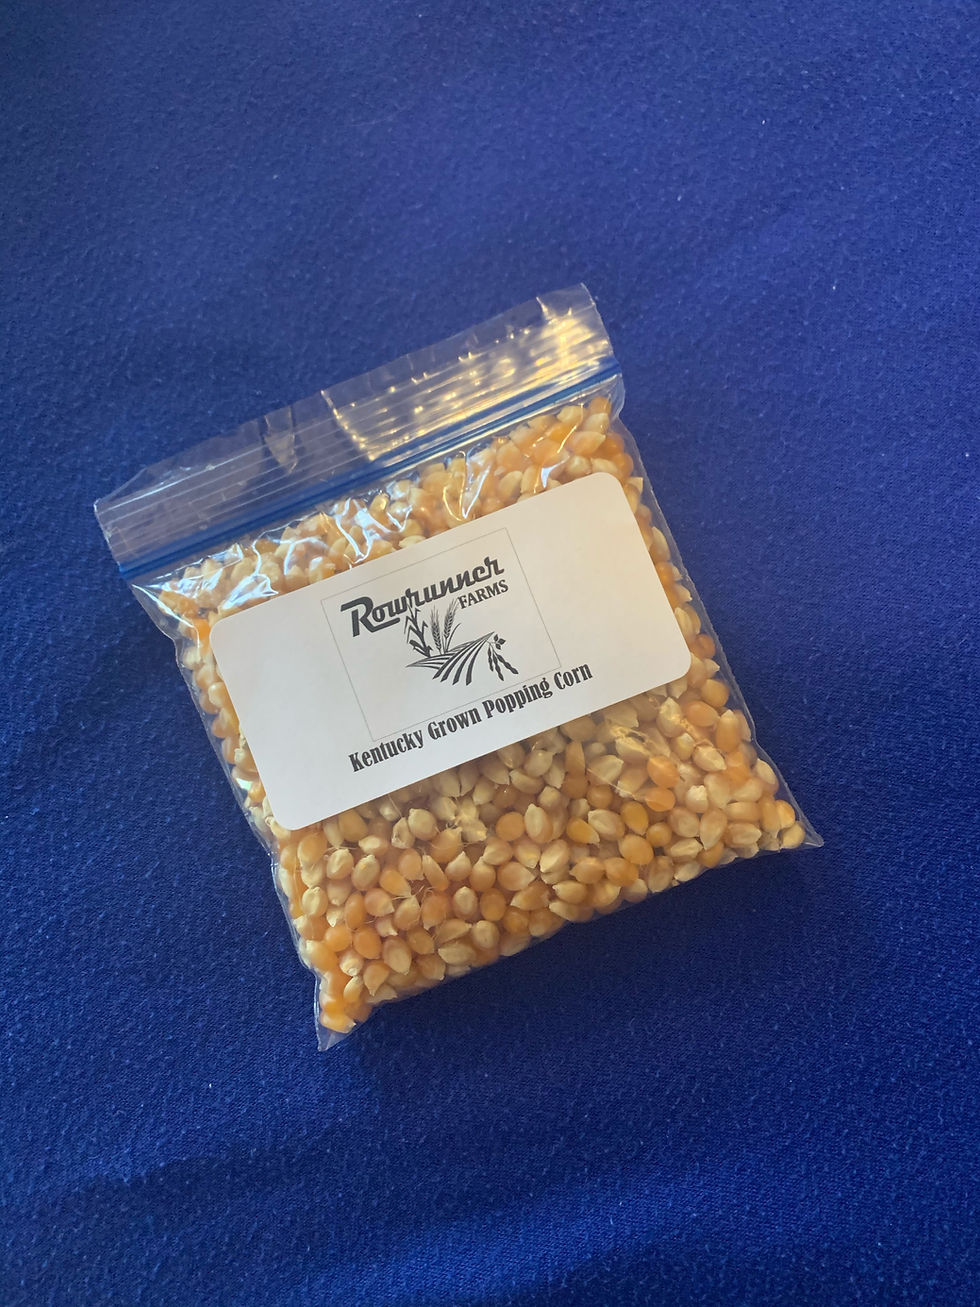 Rowrunner
FARMS
Kentucky Grown Popping Corn